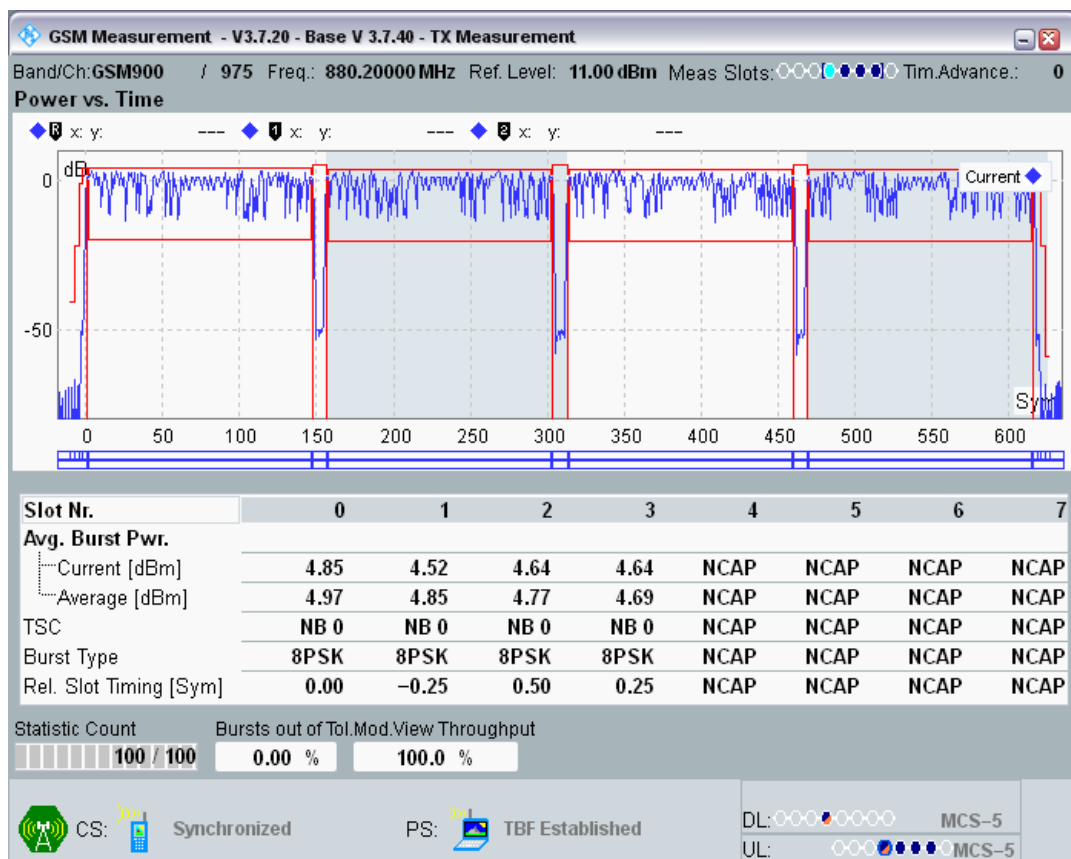 GSM Measurement - V3.7.20 - Base V 3.7.40 - TX Measurement
Band/Ch:GSM900 / 975 Freq.: 880.20000 MHz Ref. Level: 11.00 dBm Meas Slots: Tim.Advance.: 0
Power vs. Time
R x: y: --- 1 x: y: --- 2 x: y: ---
dB
Current
0
-50
Sym
0 50 100 150 200 250 300 350 400 450 500 550 600
Slot Nr. 0 1 2 3 4 5 6 7
Avg. Burst Pwr.
Current [dBm] 4.85 4.52 4.64 4.64 NCAP NCAP NCAP NCAP
Average [dBm] 4.97 4.85 4.77 4.69 NCAP NCAP NCAP NCAP
TSC NB 0 NB 0 NB 0 NB 0 NCAP NCAP NCAP NCAP
Burst Type 8PSK 8PSK 8PSK 8PSK NCAP NCAP NCAP NCAP
Rel. Slot Timing [Sym] 0.00 −0.25 0.50 0.25 NCAP NCAP NCAP NCAP
Statistic Count Bursts out of Tol.Mod.View Throughput
100 / 100 0.00 % 100.0 %
CS: Synchronized PS: TBF Established
DL: MCS−5
UL: MCS−5